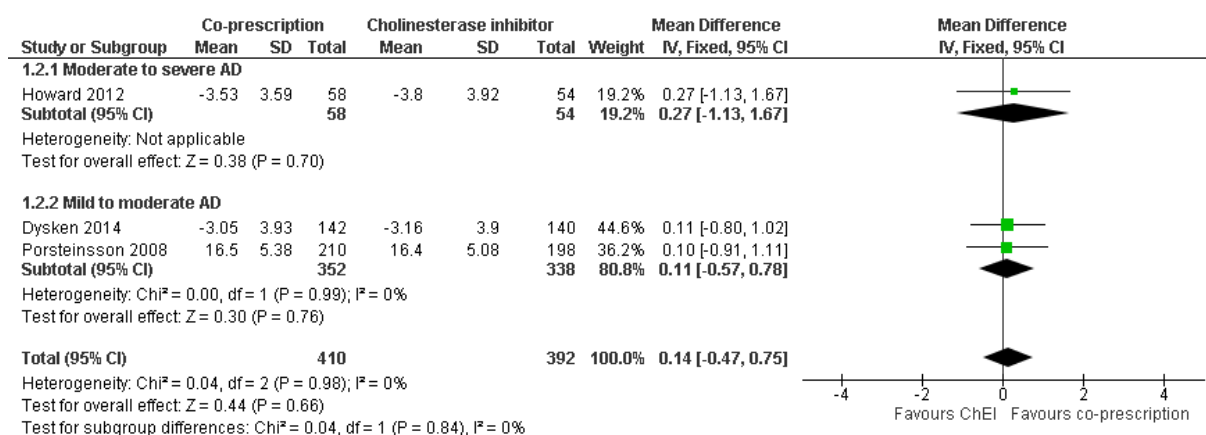 Co-prescription Cholinesterase inhibitor Mean Difference Mean Difference
Study or Subgroup Mean SD Total Mean SD Total Weight IV, Fixed, 95% CI IV, Fixed, 95% CI
1.2.1 Moderate to severe AD
Howard 2012 -3.53 3.59 58 -3.8 3.92 54 19.2% 0.27 [-1.13, 1.67]
Subtotal (95% CI) 58 54 19.2% 0.27 [-1.13, 1.67]
Heterogeneity: Not applicable
Test for overall effect: Z = 0.38 (P = 0.70)
1.2.2 Mild to moderate AD
Dysken 2014 -3.05 3.93 142 -3.16 3.9 140 44.6% 0.11 [-0.80, 1.02]
Porsteinsson 2008 16.5 5.38 210 16.4 5.08 198 36.2% 0.10 [-0.91, 1.11]
Subtotal (95% CI) 352 338 80.8% 0.11 [-0.57, 0.78]
Heterogeneity: Chi² = 0.00, df = 1 (P = 0.99); I² = 0%
Test for overall effect: Z = 0.30 (P = 0.76)
Total (95% CI) 410 392 100.0% 0.14 [-0.47, 0.75]
Heterogeneity: Chi² = 0.04, df = 2 (P = 0.98); I² = 0%
Test for overall effect: Z = 0.44 (P = 0.66)
Test for subgroup differences: Chi² = 0.04, df = 1 (P = 0.84), I² = 0%
-4 -2 0 2 4
Favours ChEI Favours co-prescription